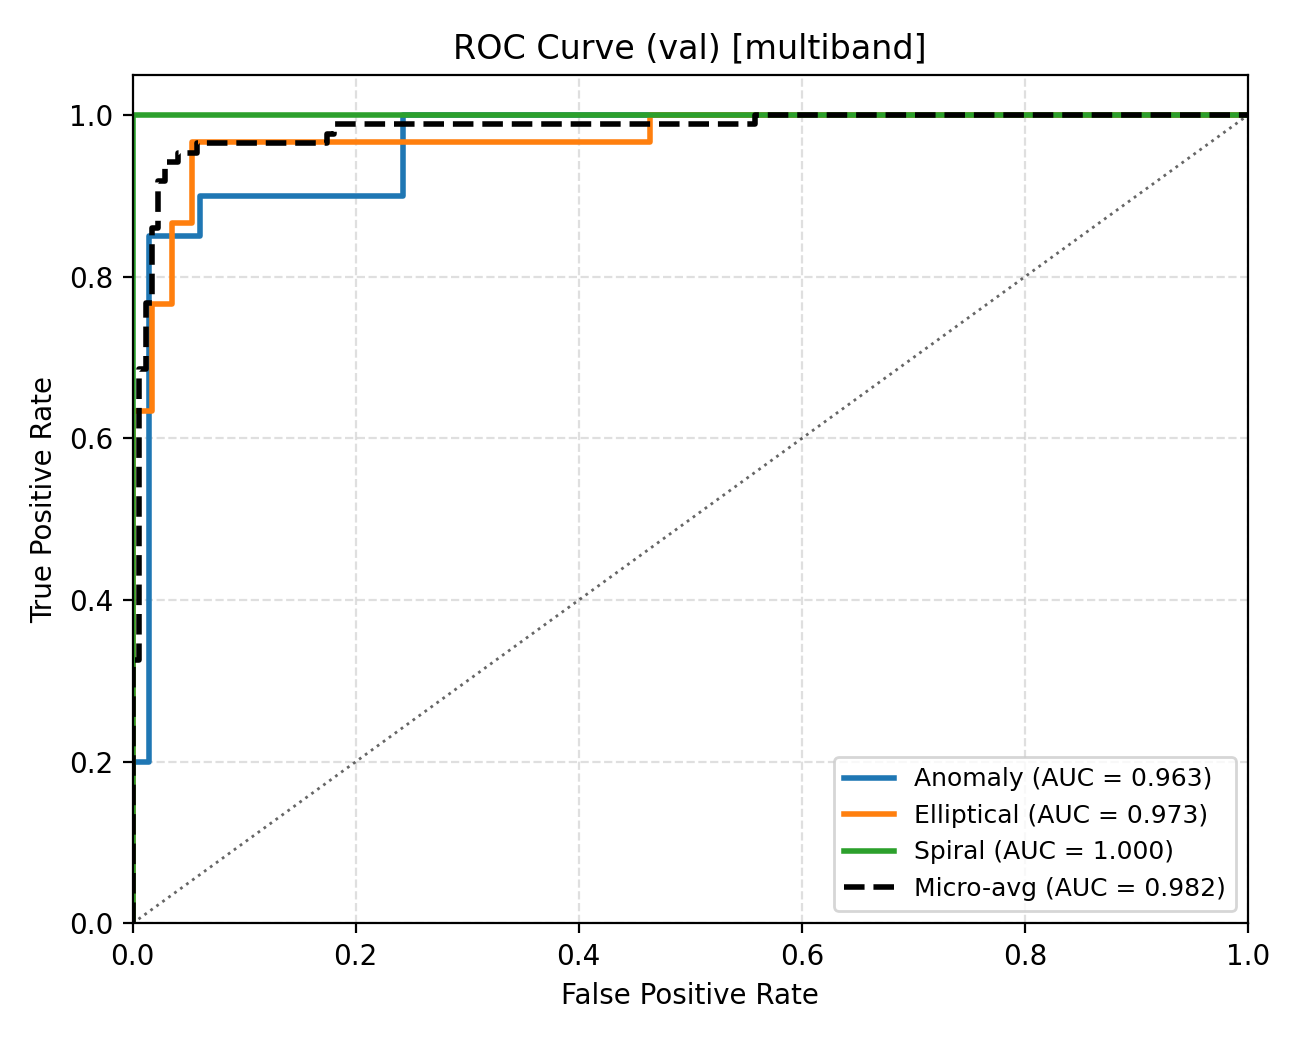 ROC Curve (val) [multiband]
True Positive Rate
1.0
0.8
0.6
0.4
0.2
0.0
0.0 0.2 0.4 0.6 0.8 1.0
False Positive Rate
Anomaly (AUC = 0.963)
Elliptical (AUC = 0.973)
Spiral (AUC = 1.000)
Micro-avg (AUC = 0.982)